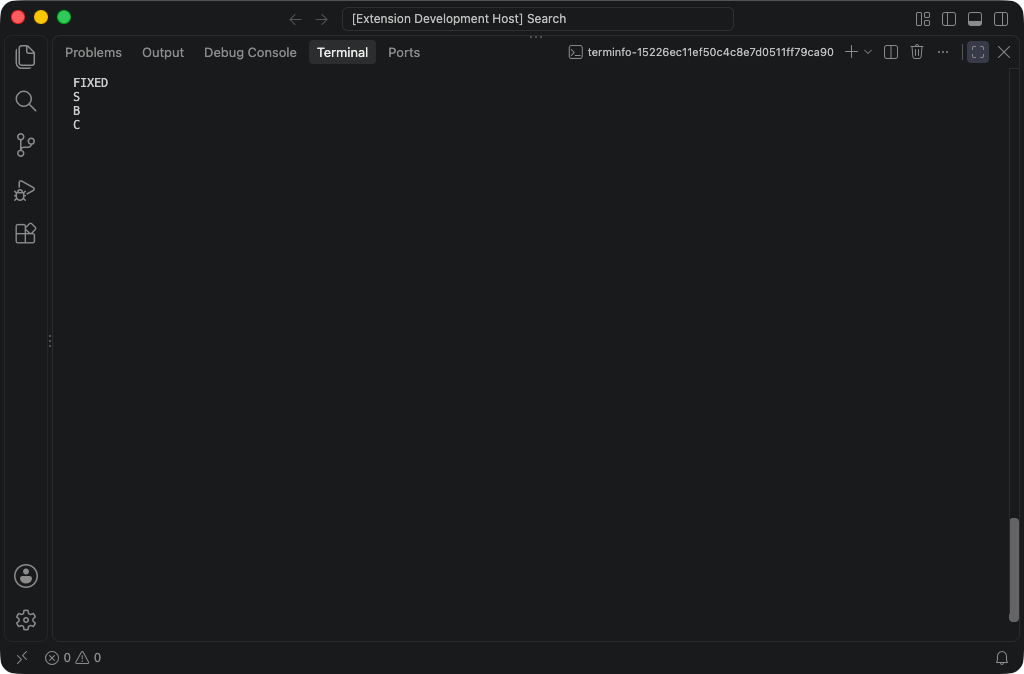 [Extension Development Host] Search
Problems Output Debug Console Terminal Ports
terminfo-15226ec11ef50c4c8e7d0511ff79ca90
FIXED
S
B
C
0 0